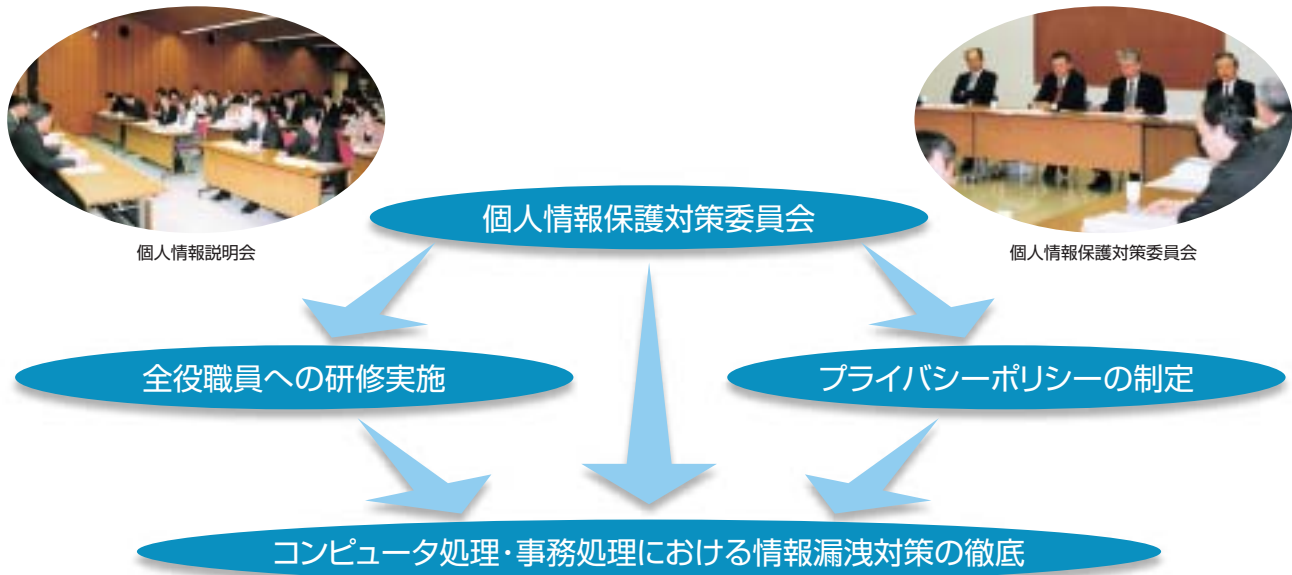 個人情報保護対策委員会
個人情報説明会
個人情報保護対策委員会
全役職員への研修実施
プライバシーポリシーの制定
コンピュータ処理・事務処理における情報漏洩対策の徹底